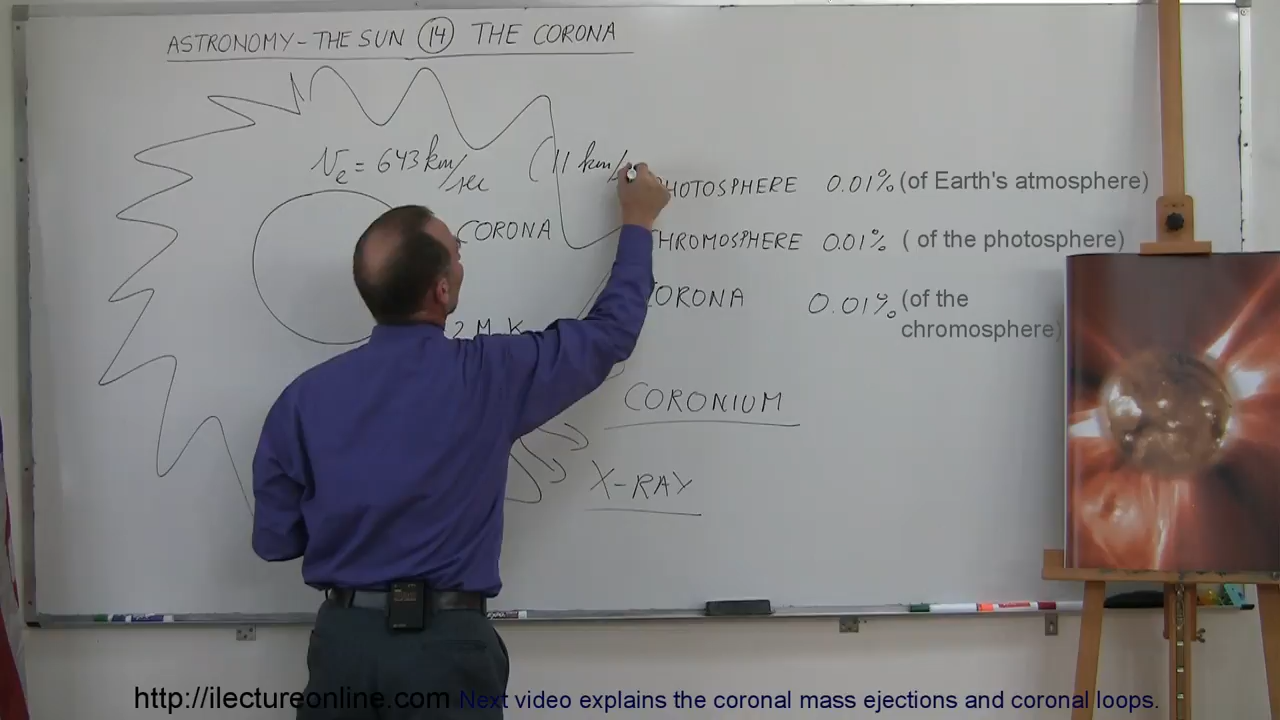 ASTRONOMY - THE SUN 14 THE CORONA
Ve = 643 km/sec (11 km/
PHOTOSPHERE 0.01% (of Earth's atmosphere)
CORONA
CHROMOSPHERE 0.01% ( of the photosphere)
CORONA 0.01% (of the
chromosphere)
2 M K
CORONIUM
X-RAY
http://ilectureonline.com Next video explains the coronal mass ejections and coronal loops.